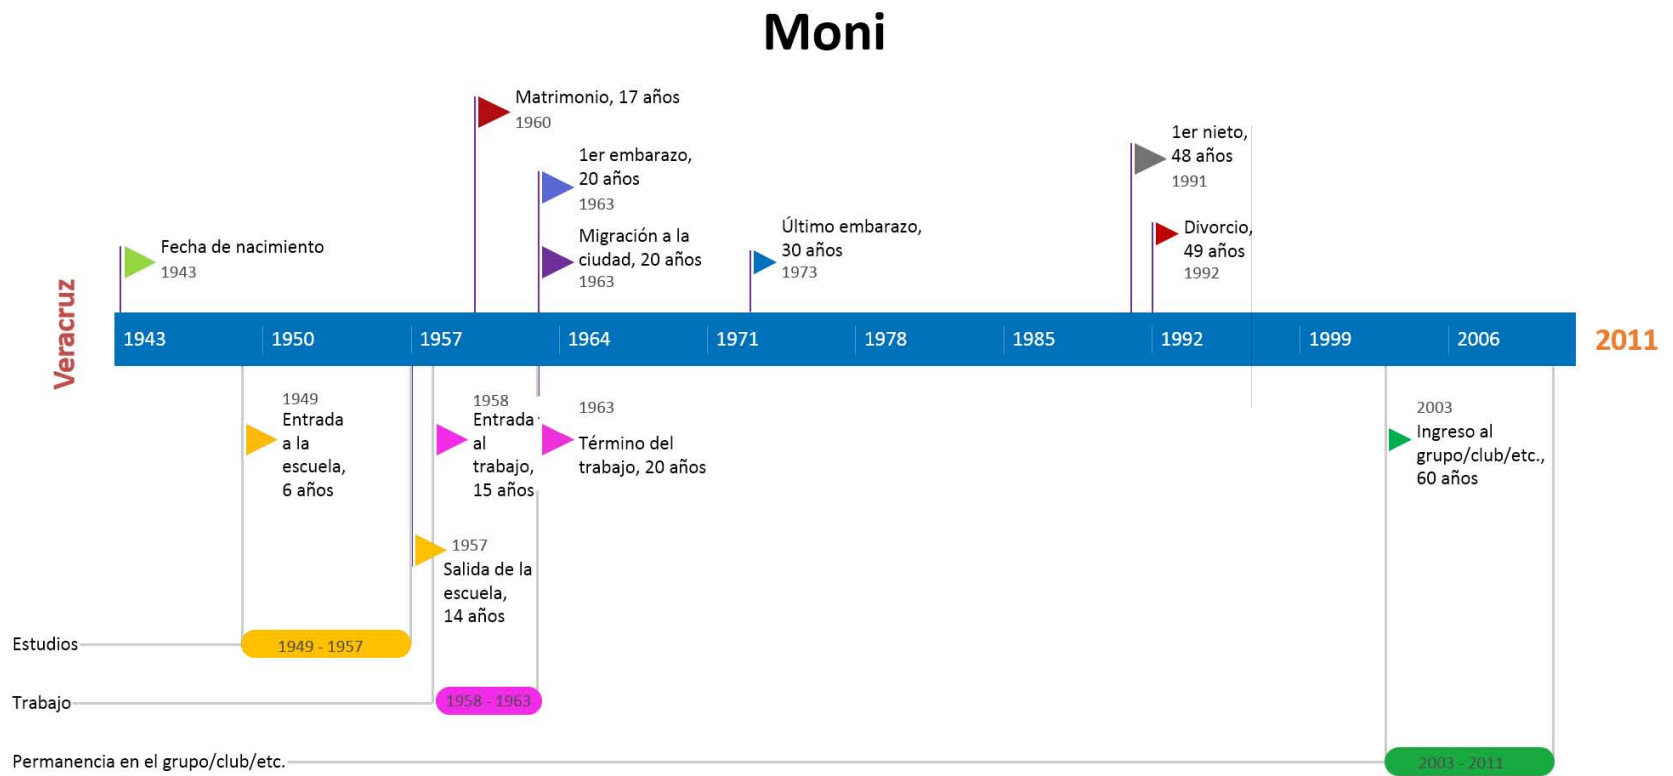 Moni
Matrimonio, 17 años
1960
1er embarazo,
20 años
1963
Migración a la
ciudad, 20 años
1963
Fecha de nacimiento
1943
Último embarazo,
30 años
1973
1er nieto,
48 años
1991
Divorcio,
49 años
1992
Veracruz
1943 1950 1957 1964 1971 1978 1985 1992 1999 2006
2011
1949
Entrada
a la
escuela,
6 años
1958
Entrada
al
trabajo,
15 años
1963
Término del
trabajo, 20 años
2003
Ingreso al
grupo/club/etc.,
60 años
1957
Salida de la
escuela,
14 años
Estudios
1949 - 1957
Trabajo
1958 - 1963
Permanencia en el grupo/club/etc.
2003 - 2011